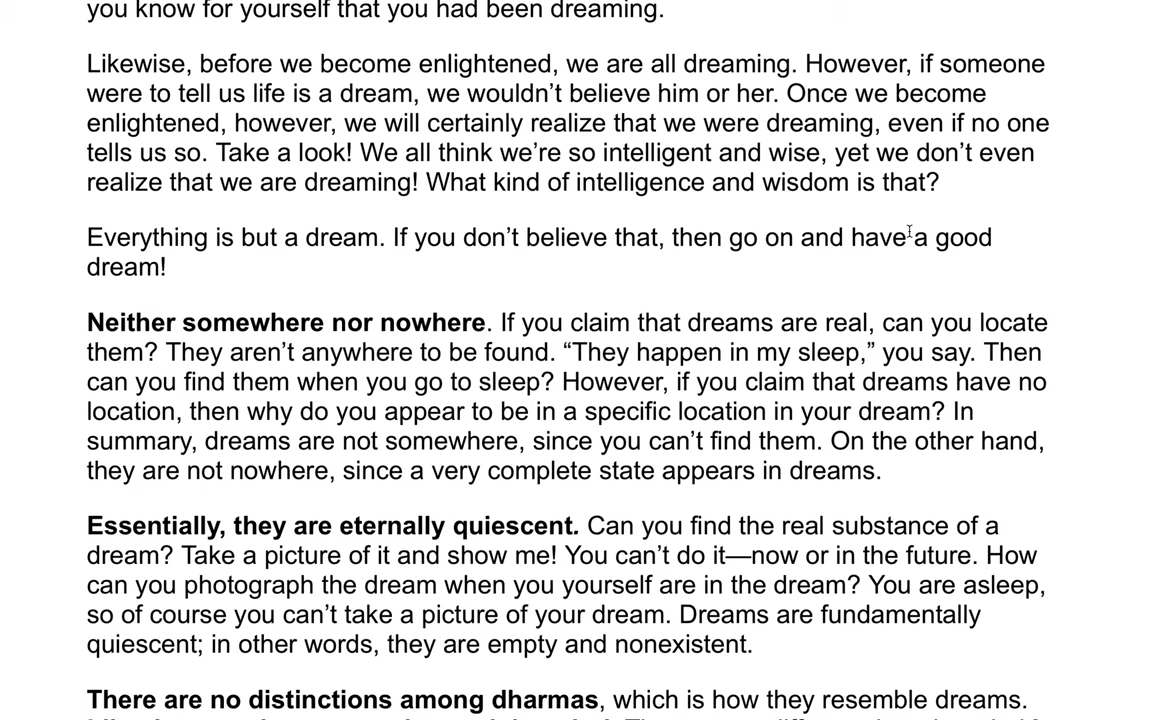 you know for yourself that you had been dreaming.
Likewise, before we become enlightened, we are all dreaming. However, if someone
were to tell us life is a dream, we wouldn’t believe him or her. Once we become
enlightened, however, we will certainly realize that we were dreaming, even if no one
tells us so. Take a look! We all think we’re so intelligent and wise, yet we don’t even
realize that we are dreaming! What kind of intelligence and wisdom is that?
Everything is but a dream. If you don’t believe that, then go on and have a good
dream!
Neither somewhere nor nowhere. If you claim that dreams are real, can you locate
them? They aren’t anywhere to be found. “They happen in my sleep,” you say. Then
can you find them when you go to sleep? However, if you claim that dreams have no
location, then why do you appear to be in a specific location in your dream? In
summary, dreams are not somewhere, since you can’t find them. On the other hand,
they are not nowhere, since a very complete state appears in dreams.
Essentially, they are eternally quiescent. Can you find the real substance of a
dream? Take a picture of it and show me! You can’t do it—now or in the future. How
can you photograph the dream when you yourself are in the dream? You are asleep,
so of course you can’t take a picture of your dream. Dreams are fundamentally
quiescent; in other words, they are empty and nonexistent.
There are no distinctions among dharmas, which is how they resemble dreams.